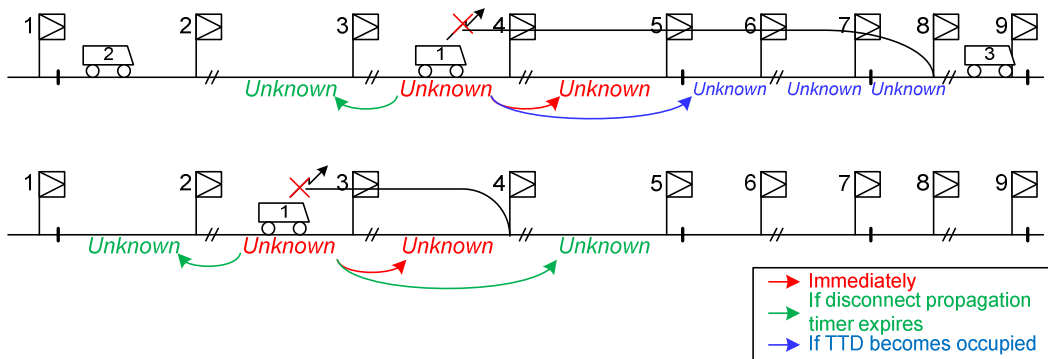 1 2 3 4 5 6 7 8 9
2 1 3
Unknown Unknown Unknown Unknown Unknown Unknown
1 2 3 4 5 6 7 8 9
1
Unknown Unknown Unknown Unknown
Immediately
If disconnect propagation
timer expires
If TTD becomes occupied